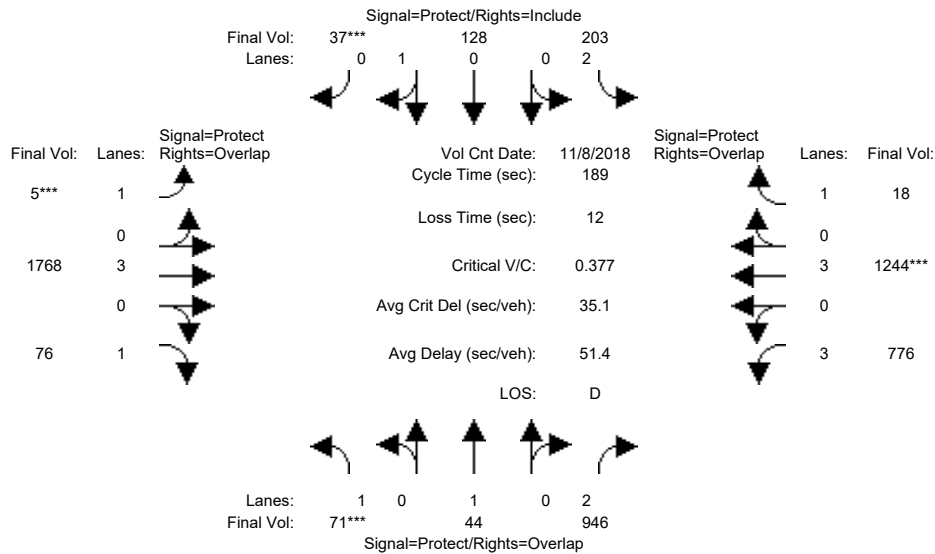 Signal=Protect/Rights=Include
Final Vol: 37*** 128 203
Lanes: 0 1 0 0 2
Signal=Protect
Final Vol: Lanes: Rights=Overlap
Vol Cnt Date: 11/8/2018
Signal=Protect
Rights=Overlap Lanes: Final Vol:
Cycle Time (sec): 189
5*** 1
1 18
Loss Time (sec): 12
0
0
1768 3
Critical V/C: 0.377
3 1244***
0
Avg Crit Del (sec/veh): 35.1
0
76 1
Avg Delay (sec/veh): 51.4
3 776
LOS: D
Lanes: 1 0 1 0 2
Final Vol: 71*** 44 946
Signal=Protect/Rights=Overlap